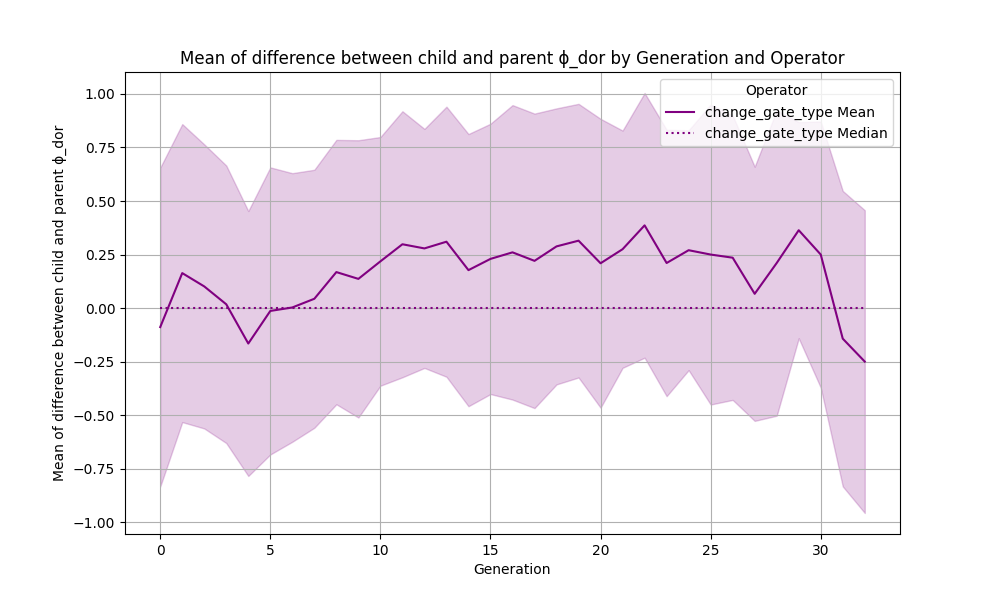 Mean of difference between child and parent ϕ_dor by Generation and Operator
Mean of difference between child and parent ϕ_dor
1.00
0.75
0.50
0.25
0.00
−0.25
−0.50
−0.75
−1.00
Operator
change_gate_type Mean
change_gate_type Median
0 5 10 15 20 25 30
Generation